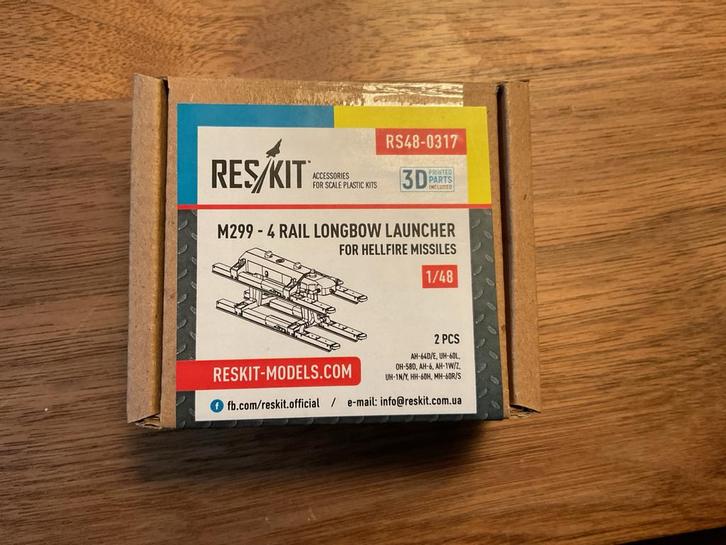 RS48-0317
RESKIT™
ACCESSORIES
FOR SCALE PLASTIC KITS
3D PRINTED
PARTS
INCLUDED
M299 - 4 RAIL LONGBOW LAUNCHER
FOR HELLFIRE MISSILES
1/48
2 PCS
AH-64D/E, UH-60L,
OH-58D, AH-6, AH-1W/Z,
UH-1N/Y, HH-60H, MH-60R/S
RESKIT-MODELS.COM
f fb.com/reskit.official / e-mail: info@reskit.com.ua